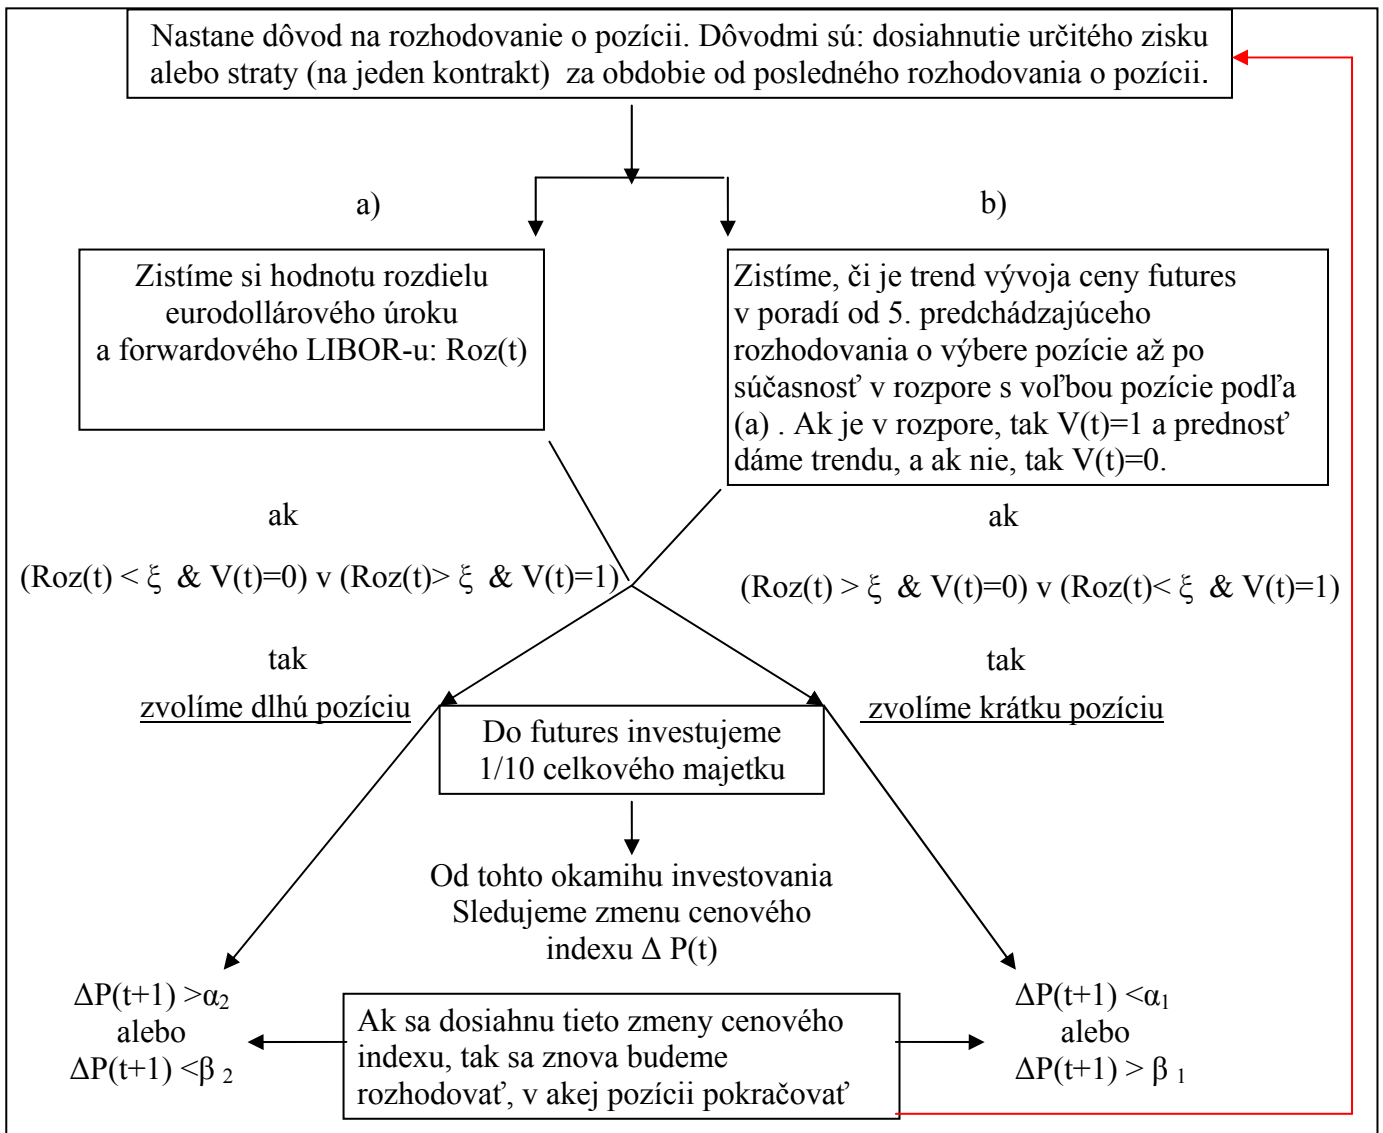 Nastane dôvod na rozhodovanie o pozícii. Dôvodmi sú: dosiahnutie určitého zisku
alebo straty (na jeden kontrakt)  za obdobie od posledného rozhodovania o pozícii.
a)
b)
Zistíme si hodnotu rozdielu
eurodollárového úroku
a forwardového LIBOR-u: Roz(t)
Zistíme, či je trend vývoja ceny futures
v poradí od 5. predchádzajúceho
rozhodovania o výbere pozície až po
súčasnosť v rozpore s voľbou pozície podľa
(a) . Ak je v rozpore, tak V(t)=1 a prednosť
dáme trendu, a ak nie, tak V(t)=0.
ak
(Roz(t) < ξ  & V(t)=0) v (Roz(t)> ξ  & V(t)=1)
tak
zvolíme dlhú pozíciu
ak
(Roz(t) > ξ  & V(t)=0) v (Roz(t)< ξ  & V(t)=1)
tak
zvolíme krátku pozíciu
Do futures investujeme
1/10 celkového majetku
Od tohto okamihu investovania
Sledujeme zmenu cenového
indexu Δ P(t)
ΔP(t+1) >α₂
alebo
ΔP(t+1) <β ₂
Ak sa dosiahnu tieto zmeny cenového
indexu, tak sa znova budeme
rozhodovať, v akej pozícii pokračovať
ΔP(t+1) <α₁
alebo
ΔP(t+1) > β ₁